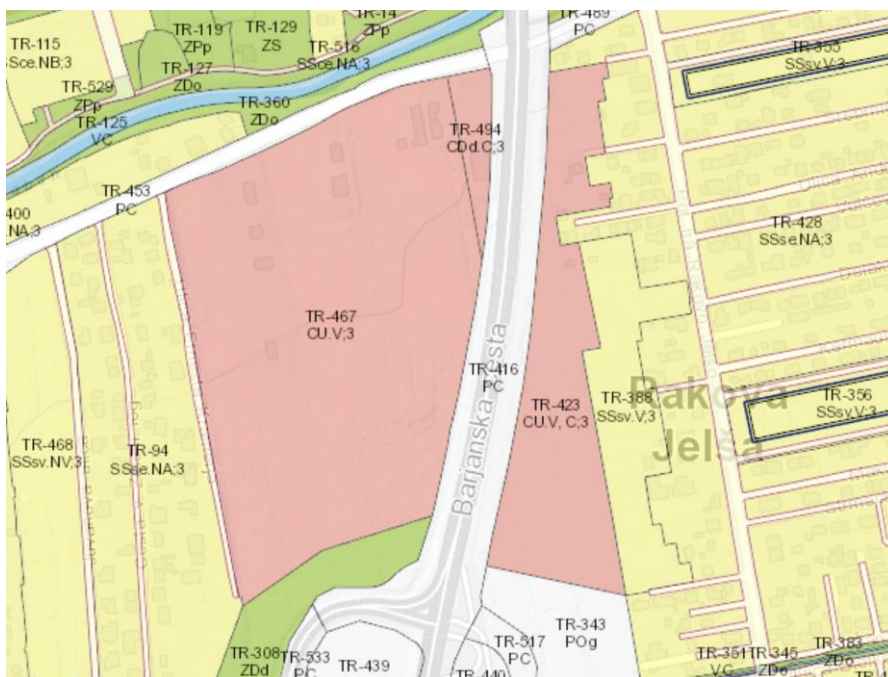 TR-115
SSce.NB;3
TR-119
ZPp
TR-129
ZS
TR-14
ZPp
TR-489
PC
TR-516
SSce.NA;3
TR-127
ZDo
TR-529
ZPp
TR-360
ZDo
TR-125
VC
TR-355
SSsv.V;3
TR-494
CDd.C;3
TR-453
PC
400
NA;3
TR-428
SSse.NA;3
TR-467
CU.V;3
Barjanska cesta
TR-416
PC
TR-423
CU.V, C;3
TR-388
SSsv.V;3
Rakova
Jelša
TR-356
SSsv.V;3
TR-468
SSsv.NV;3
TR-94
SSse.NA;3
TR-308
ZDd
TR-533
PC
TR-439
TR-440
TR-517
PC
TR-343
POg
TR-351
VC
TR-345
ZDo
TR-383
ZDo